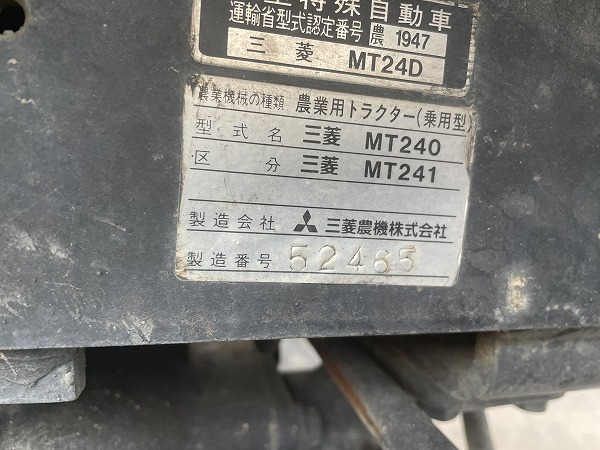 特殊自動車
運輸省型式認定番号 農 1947
三菱 MT24D
農業機械の種類 農業用トラクター(乗用型)
型式名 三菱 MT240
区分 三菱 MT241
製造会社 三菱農機株式会社
製造番号 52465